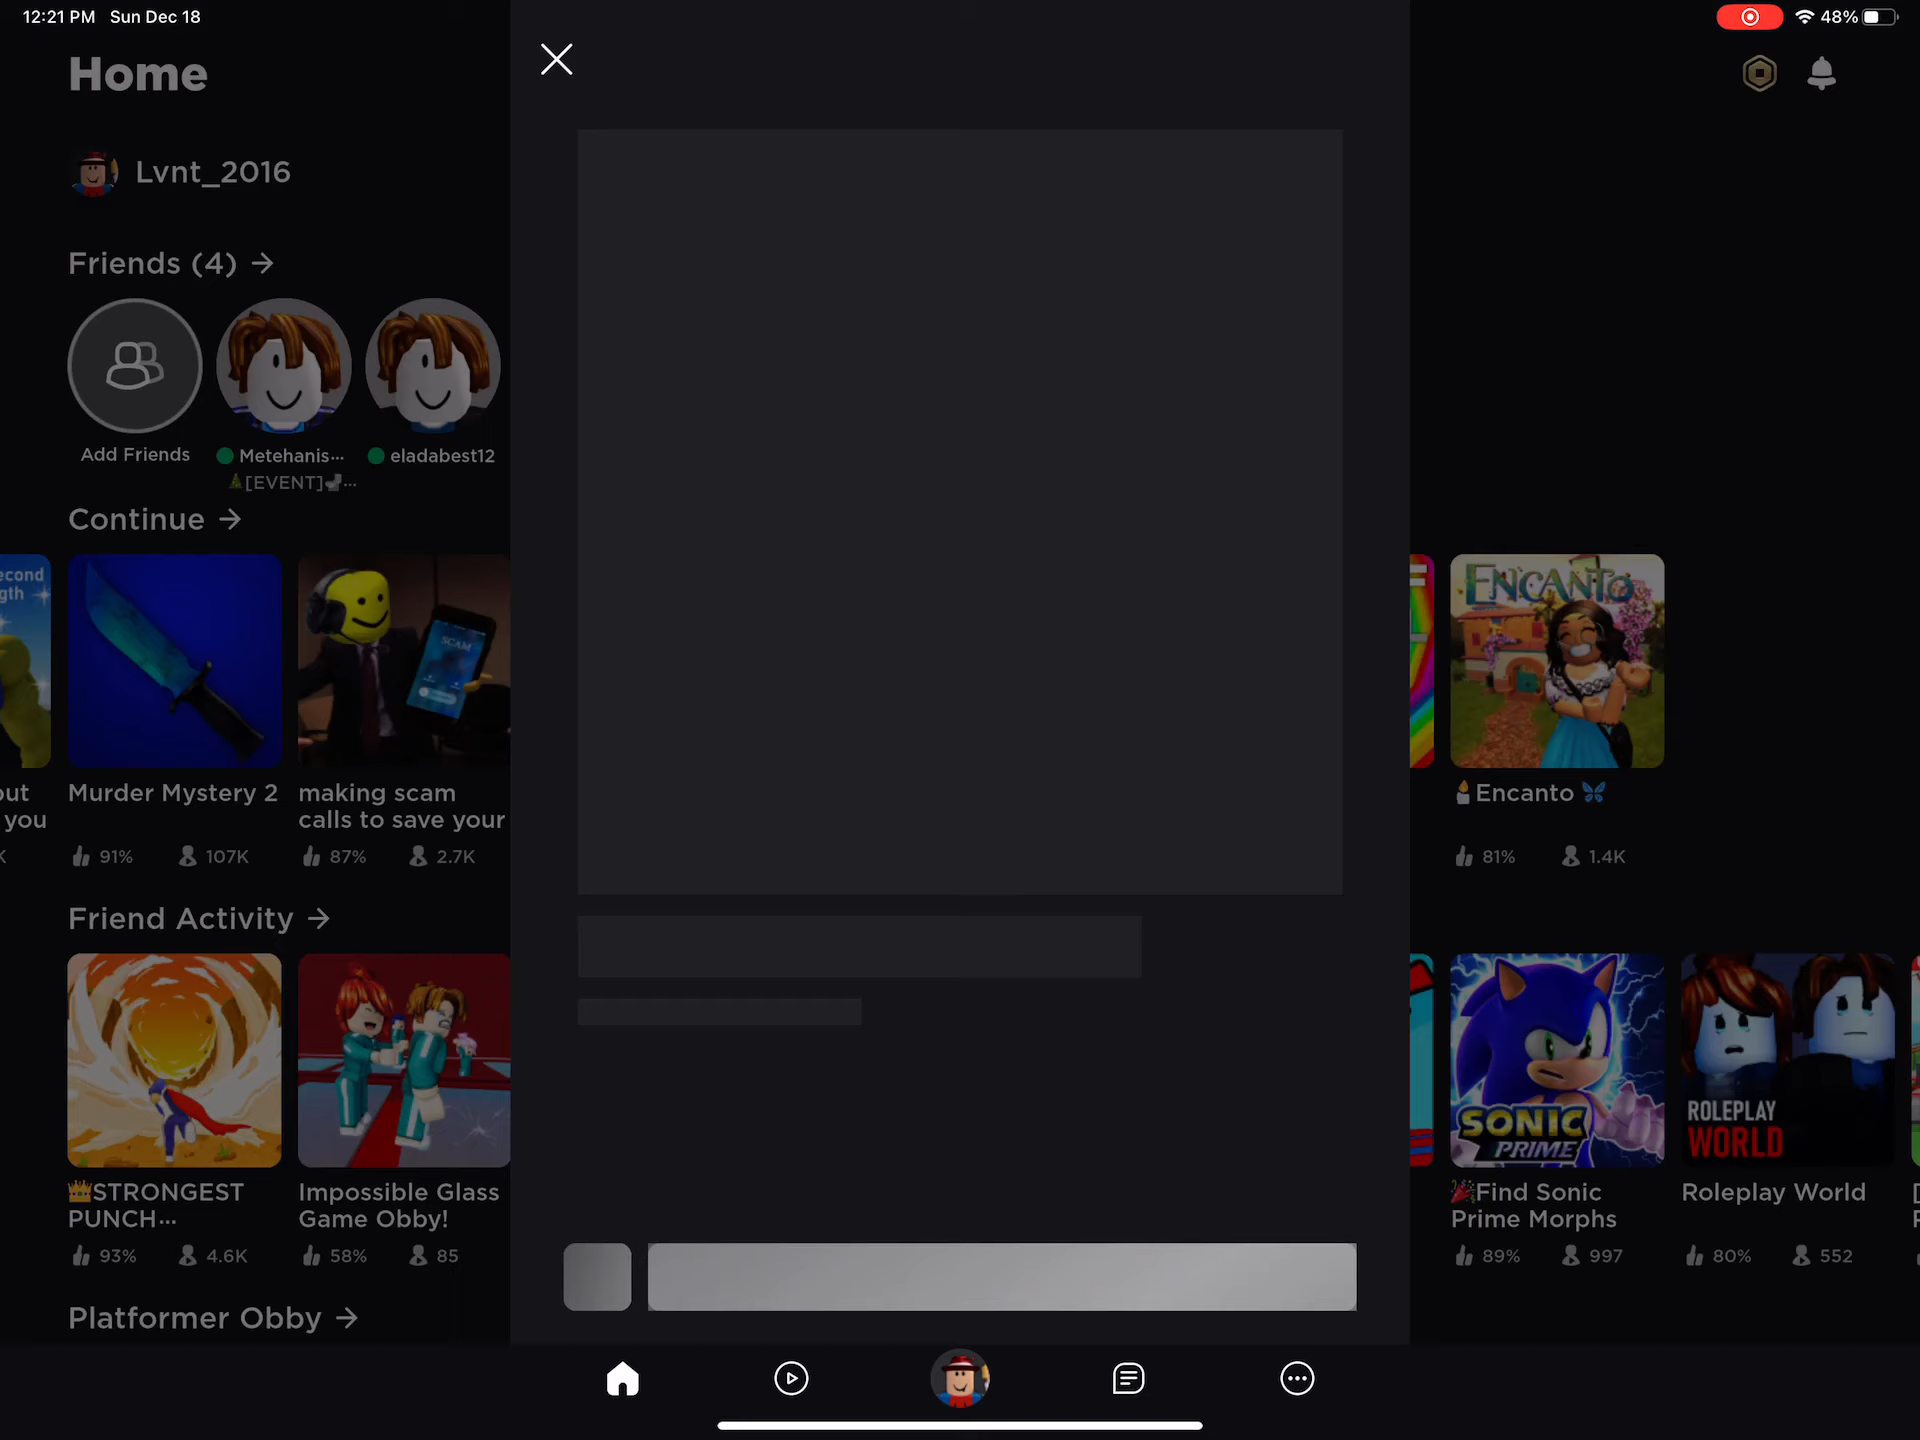 12:21 PM Sun Dec 18
48%
Home
Lvnt_2016
Friends (4) →
Add Friends
Metehanis...
eladabest12
🎄[EVENT]🚽...
Continue →
econd
gth
ENCANTO
SCAM
out
you
Murder Mystery 2
making scam
calls to save your
🕯️Encanto 🦋
K
91%
107K
87%
2.7K
81%
1.4K
Friend Activity →
SONIC
PRIME
ROLEPLAY
WORLD
👑STRONGEST
PUNCH...
Impossible Glass
Game Obby!
🎉Find Sonic
Prime Morphs
Roleplay World
93%
4.6K
58%
85
89%
997
80%
552
Platformer Obby →